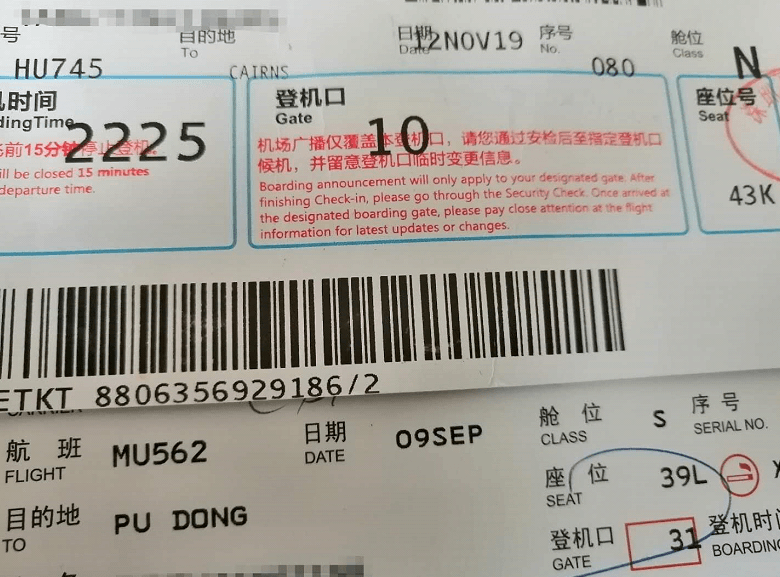 号 目的地 日期 12NOV19 序号 舱位
To Date No. Class
HU745 CAIRNS 080 N
时间 登机口 座位号
dingTime 2225 Gate 10 Seat
前15分钟停止登机。 机场广播仅覆盖本登机口，请您通过安检后至指定登机口
候机，并留意登机口临时变更信息。
ll be closed 15 minutes Boarding announcement will only apply to your designated gate. After
departure time. finishing Check-in, please go through the Security Check. Once arrived at
the designated boarding gate, please pay close attention at the flight
information for latest updates or changes.
43K
ETKT 8806356929186/2
CARRIER
航 班 MU562 日期 09SEP 舱 位 S 序 号
FLIGHT DATE CLASS SERIAL NO.
座 位 39L
SEAT
目的地 PU DONG 登机口 31 登机时间
TO GATE BOARDING